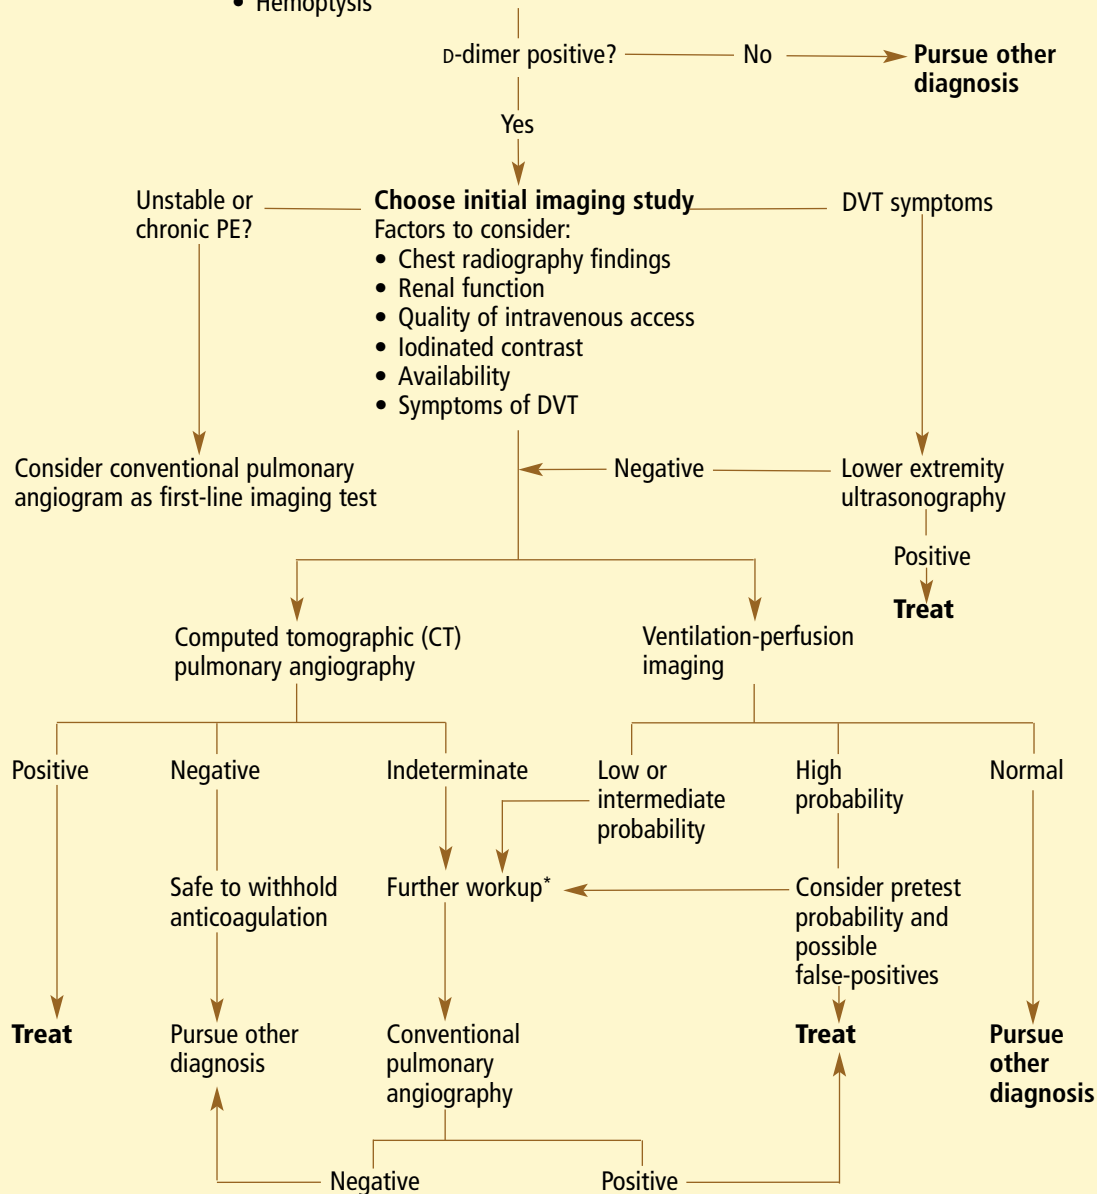 • Hemoptysis
D-dimer positive?
No
Pursue other
diagnosis
Yes
Unstable or
chronic PE?
Choose initial imaging study
Factors to consider:
• Chest radiography findings
• Renal function
• Quality of intravenous access
• Iodinated contrast
• Availability
• Symptoms of DVT
DVT symptoms
Consider conventional pulmonary
angiogram as first-line imaging test
Negative
Lower extremity
ultrasonography
Positive
Treat
Computed tomographic (CT)
pulmonary angiography
Ventilation-perfusion
imaging
Positive
Negative
Indeterminate
Low or
intermediate
probability
High
probability
Normal
Safe to withhold
anticoagulation
Further workup*
Consider pretest
probability and
possible
false-positives
Treat
Pursue other
diagnosis
Conventional
pulmonary
angiography
Treat
Pursue
other
diagnosis
Negative
Positive